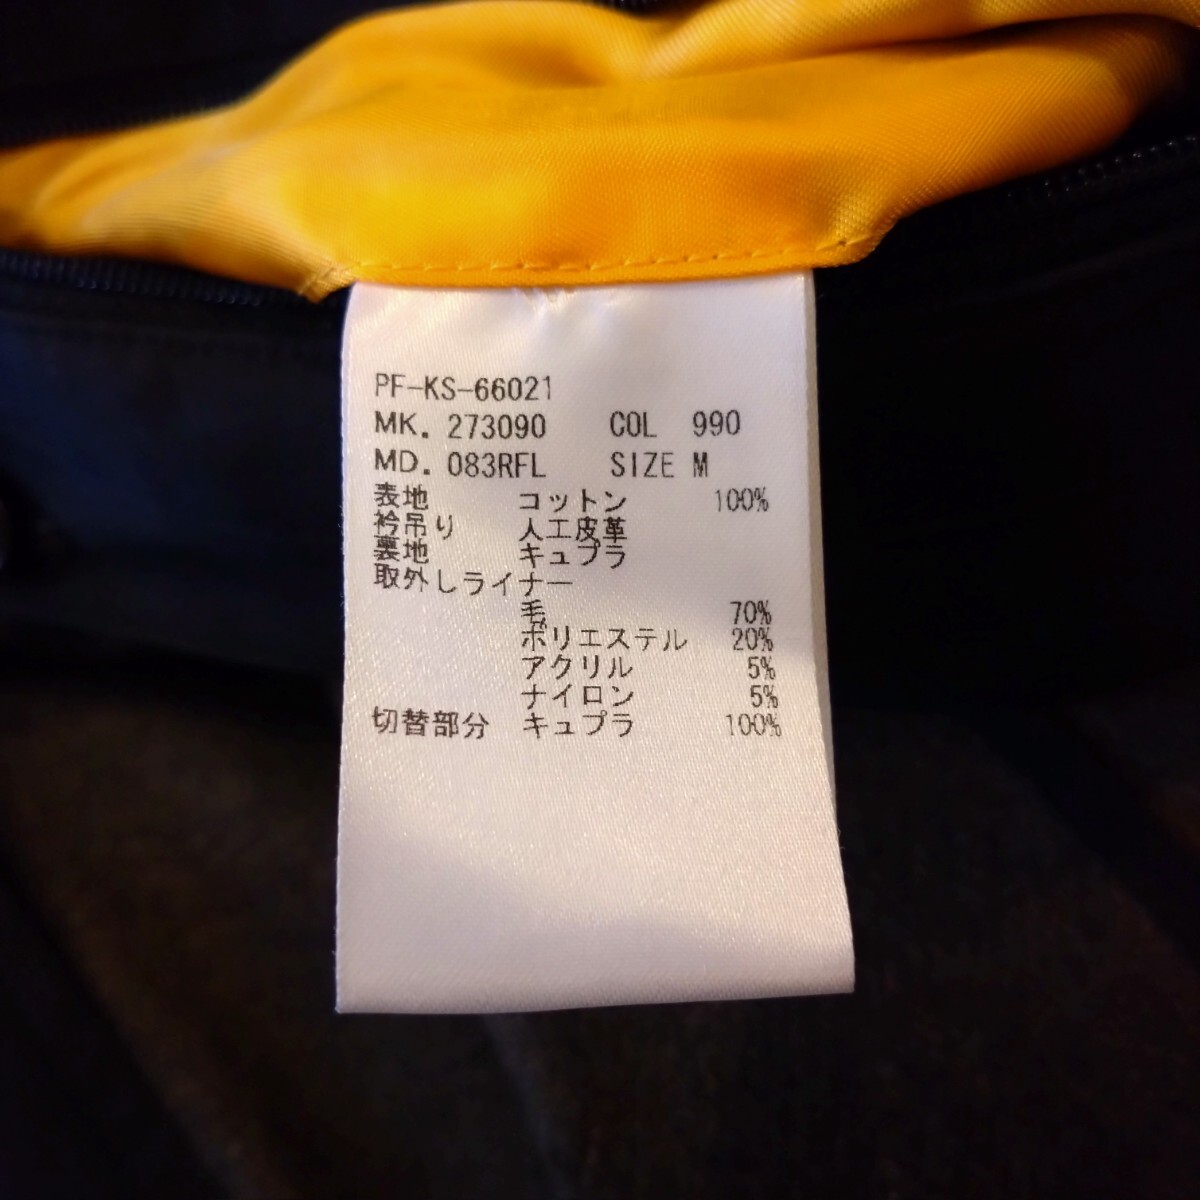 PF-KS-66021
MK. 273090 COL 990
MD. 083RFL SIZE M
表地 コットン 100%
衿吊り 人工皮革
裏地 キュプラ
取外しライナー
毛 70%
ポリエステル 20%
アクリル 5%
ナイロン 5%
切替部分 キュプラ 100%